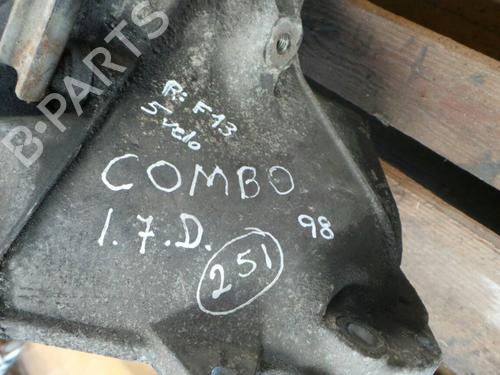 B-PARTS
R: F13
5 velo
COMBO
1.7.D.
98
251